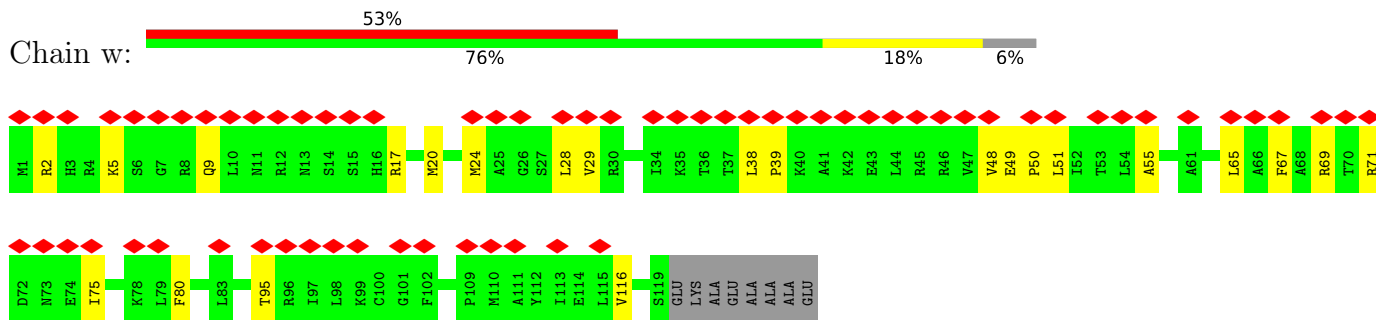 53%
Chain w:
76% 18% 6%
M1 R2 H3 R4 K5 S6 G7 R8 Q9 L10 N11 R12 N13 S14 S15 H16 R17 M20 M24 A25 G26 S27 L28 V29 R30 I34 K35 T36 T37 L38 P39 K40 A41 K42 E43 L44 R45 R46 V47 V48 E49 P50 L51 I52 T53 L54 A55 A61 L65 A66 F67 A68 R69 T70 R71
D72 N73 E74 I75 K78 L79 F80 L83 T95 R96 I97 L98 K99 C100 G101 F102 P109 M110 A111 Y112 I113 E114 L115 V116 S119 GLU LYS ALA GLU ALA ALA ALA GLU